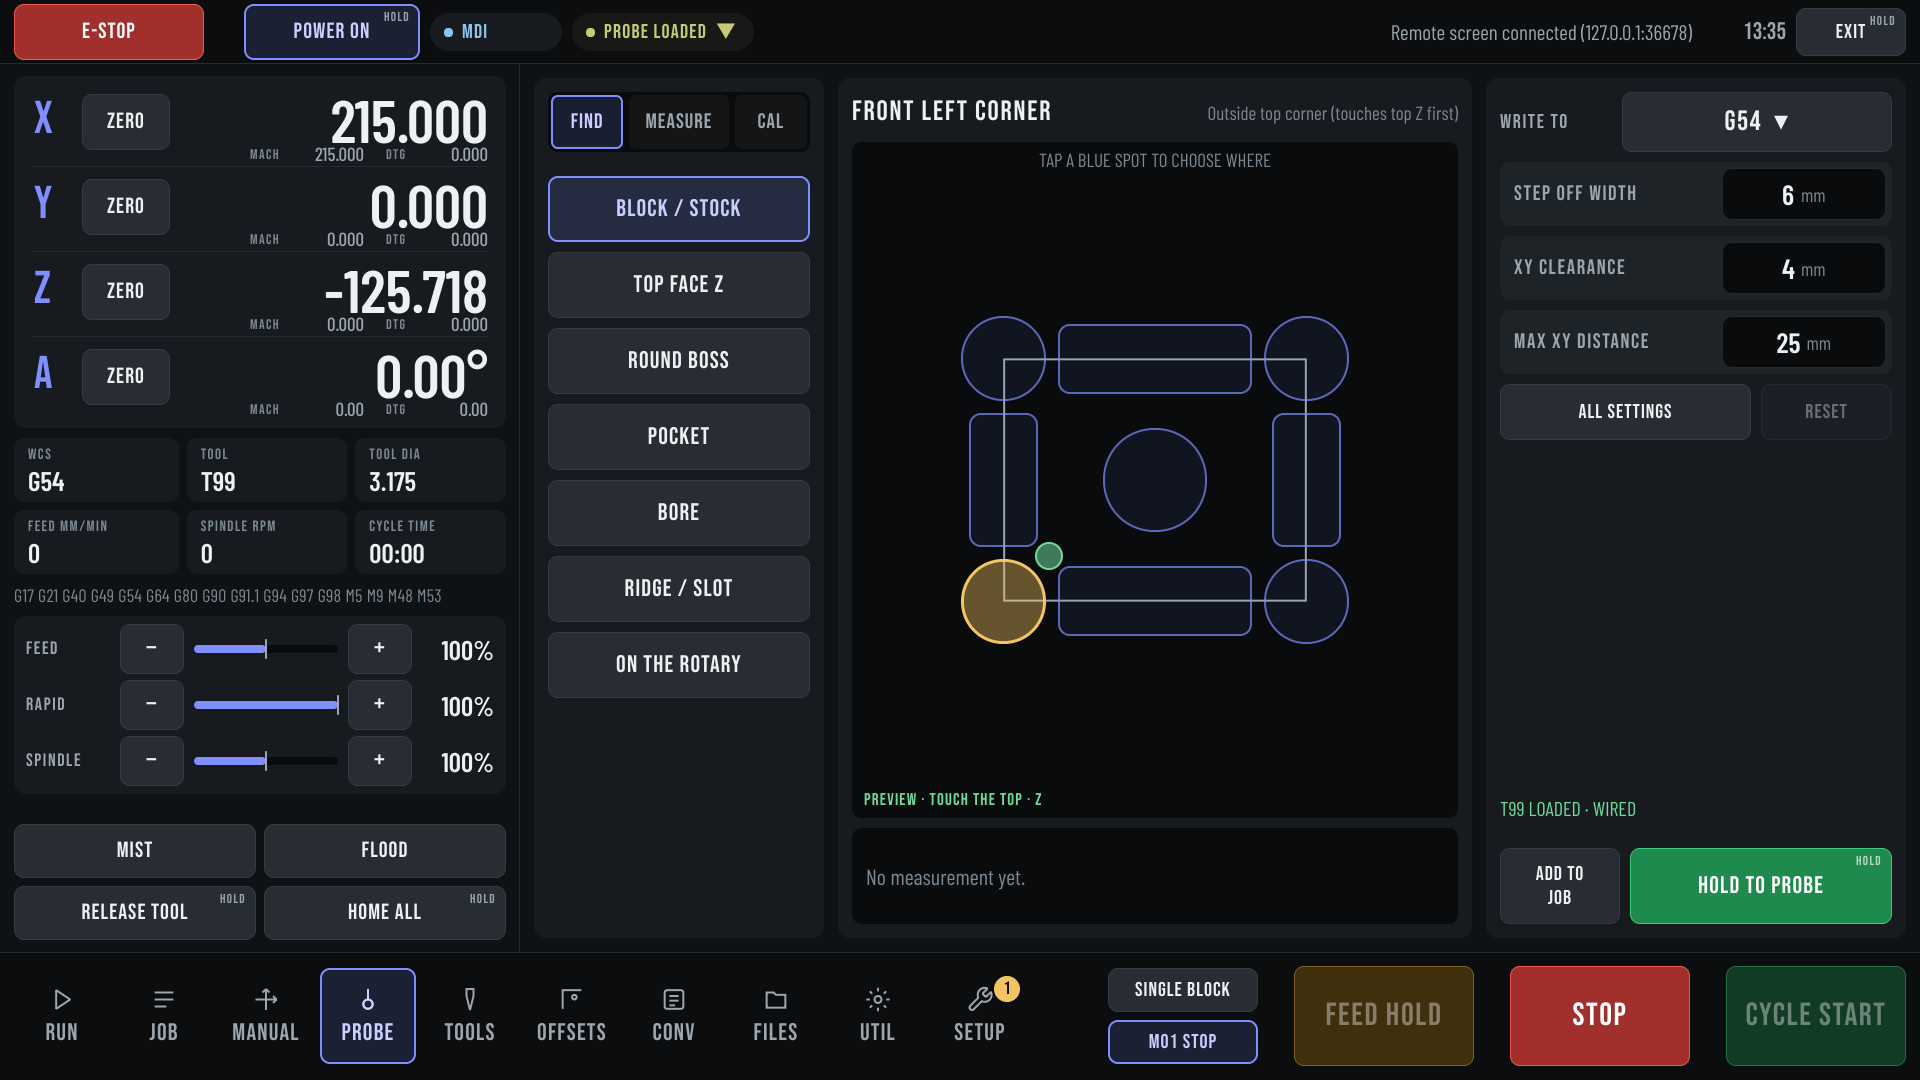 E-STOP
POWER ON
HOLD
MDI
PROBE LOADED
Remote screen connected (127.0.0.1:36678)
13:35
EXIT
HOLD
X
ZERO
215.000
MACH 215.000 DTG 0.000
Y
ZERO
0.000
MACH 0.000 DTG 0.000
Z
ZERO
-125.718
MACH 0.000 DTG 0.000
A
ZERO
0.00°
MACH 0.00 DTG 0.00
WCS
G54
TOOL
T99
TOOL DIA
3.175
FEED MM/MIN
0
SPINDLE RPM
0
CYCLE TIME
00:00
G17 G21 G40 G49 G54 G64 G80 G90 G91.1 G94 G97 G98 M5 M9 M48 M53
FEED − + 100%
RAPID − + 100%
SPINDLE − + 100%
MIST
FLOOD
RELEASE TOOL
HOLD
HOME ALL
HOLD
FIND
MEASURE
CAL
BLOCK / STOCK
TOP FACE Z
ROUND BOSS
POCKET
BORE
RIDGE / SLOT
ON THE ROTARY
FRONT LEFT CORNER
Outside top corner (touches top Z first)
TAP A BLUE SPOT TO CHOOSE WHERE
PREVIEW · TOUCH THE TOP · Z
No measurement yet.
WRITE TO
G54
STEP OFF WIDTH
6 mm
XY CLEARANCE
4 mm
MAX XY DISTANCE
25 mm
ALL SETTINGS
RESET
T99 LOADED · WIRED
ADD TO
JOB
HOLD TO PROBE
HOLD
RUN
JOB
MANUAL
PROBE
TOOLS
OFFSETS
CONV
FILES
UTIL
SETUP
1
SINGLE BLOCK
M01 STOP
FEED HOLD
STOP
CYCLE START